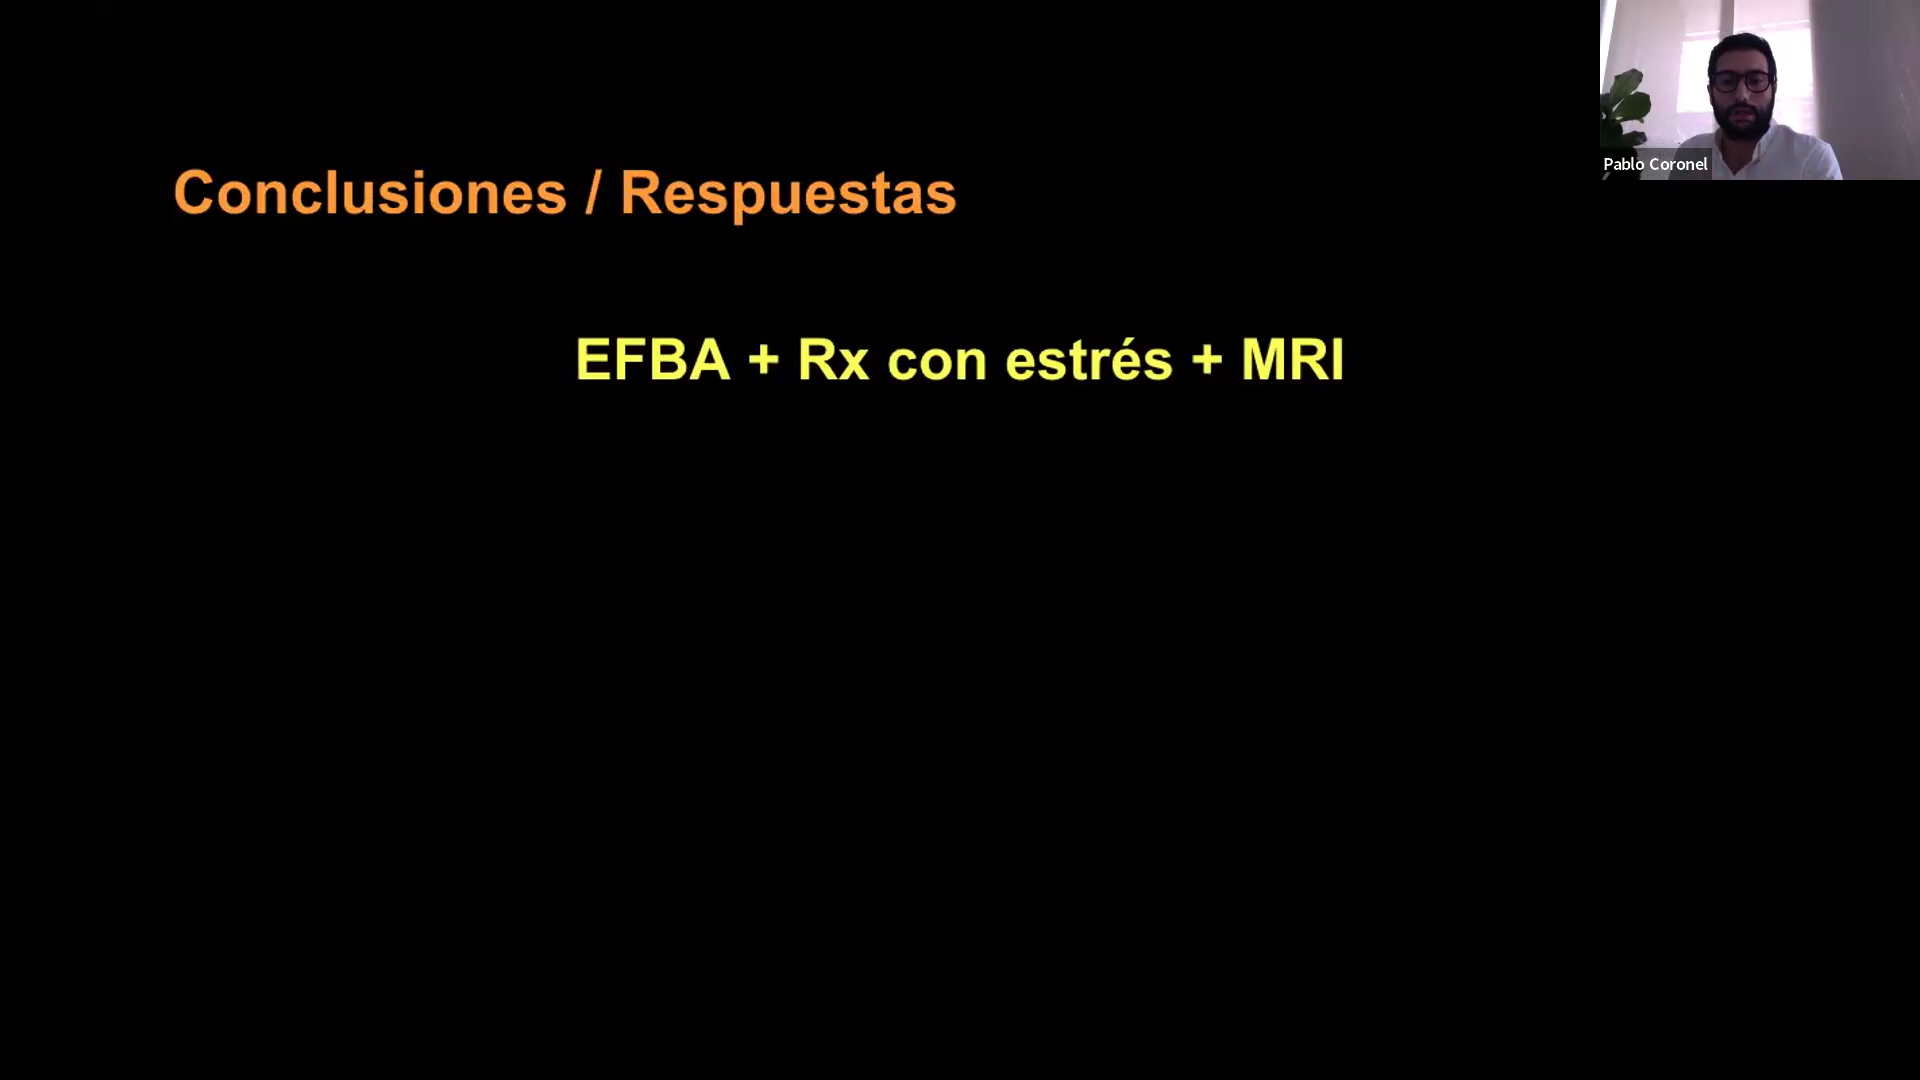 Pablo Coronel
Conclusiones / Respuestas
EFBA + Rx con estrés + MRI